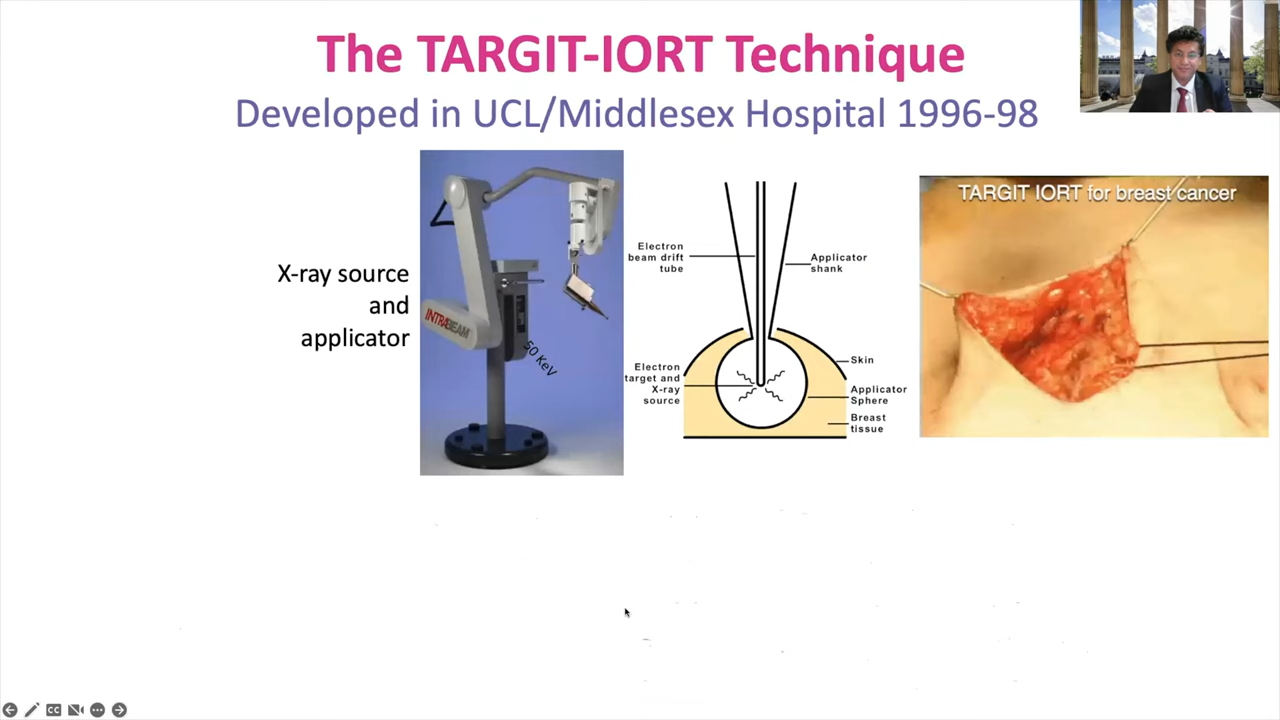 The TARGIT-IORT Technique
Developed in UCL/Middlesex Hospital 1996-98
X-ray source
and
applicator
INTRABEAM
50 KeV
Electron
beam drift
tube
Applicator
shank
Electron
target and
X-ray
source
Skin
Applicator
Sphere
Breast
tissue
TARGIT IORT for breast cancer
CC